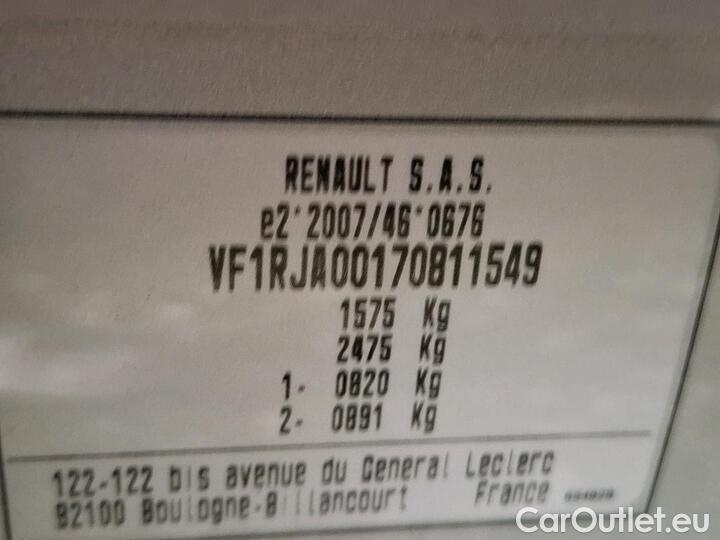 RENAULT S.A.S.
e2*2007/46*0676
VF1RJA00170811549
1575 Kg
2475 Kg
1- 0820 Kg
2- 0891 Kg
122-122 bis avenue du General Leclerc
92100 Boulogne-Billancourt France
CarOutlet.eu